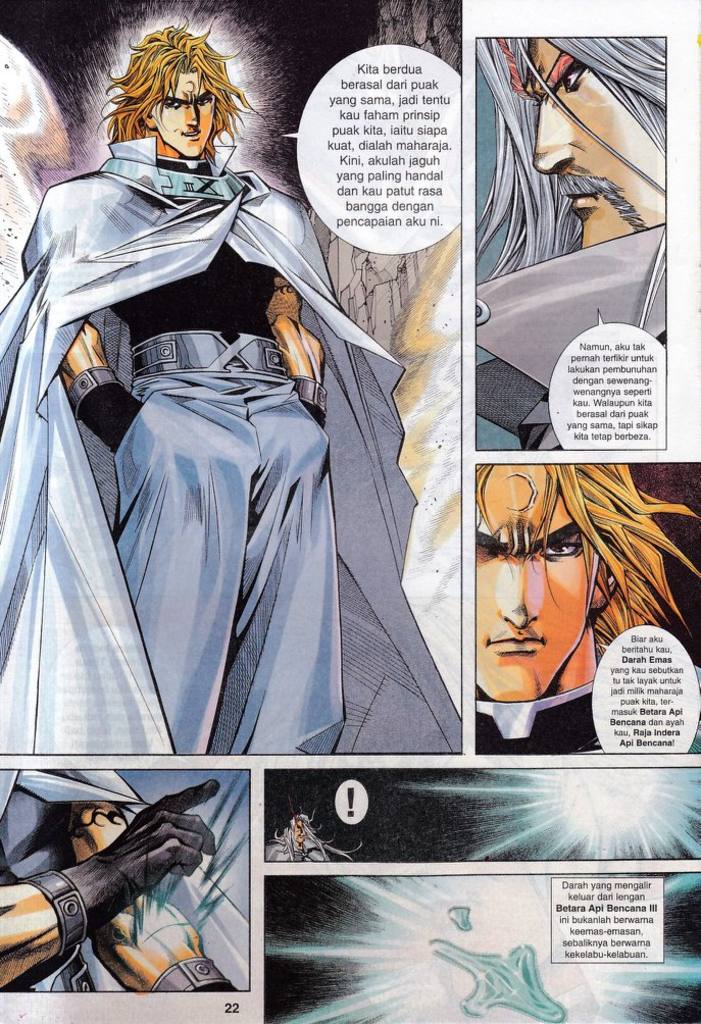 Kita berdua
berasal dari puak
yang sama, jadi tentu
kau faham prinsip
puak kita, iaitu siapa
kuat, dialah maharaja.
Kini, akulah jaguh
yang paling handal
dan kau patut rasa
bangga dengan
pencapaian aku ni.
Namun, aku tak
pernah terfikir untuk
lakukan pembunuhan
dengan sewenang-
wenangnya seperti
kau. Walaupun kita
berasal dari puak
yang sama, tapi sikap
kita tetap berbeza.
Biar aku
beritahu kau,
Darah Emas
yang kau sebutkan
tu tak layak untuk
jadi milik maharaja
puak kita, ter-
masuk Betara Api
Bencana dan ayah
kau, Raja Indera
Api Bencana!
!
Darah yang mengalir
keluar dari lengan
Betara Api Bencana III
ini bukanlah berwarna
keemas-emasan,
sebaliknya berwarna
kekelabu-kelabuan.
22